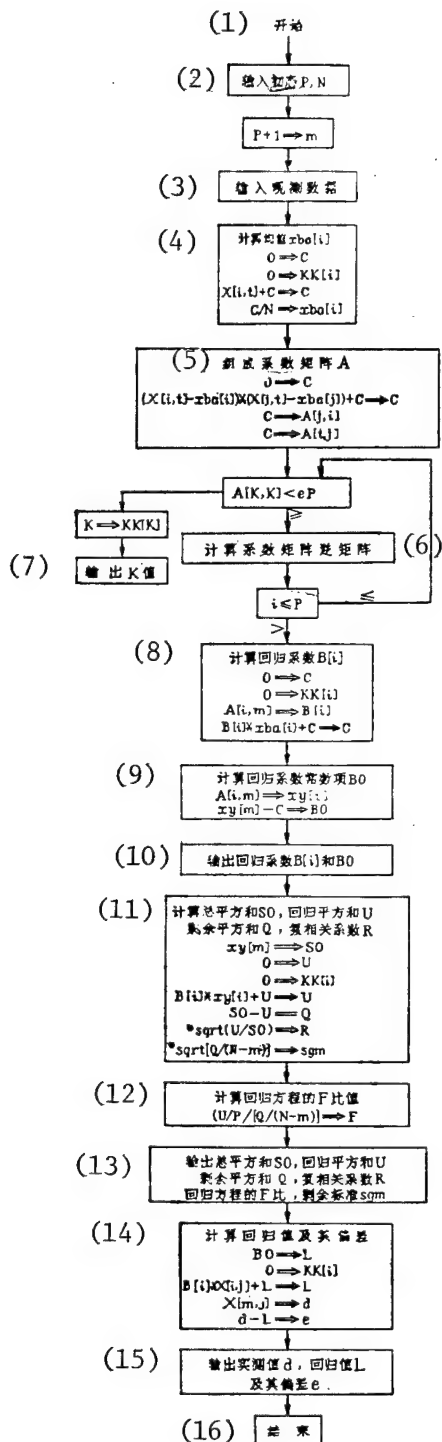 (1) 开始
(2) 输入初态P,N
P+1⟹m
(3) 输入观测数据
(4)
计算均值xba[i]
0⟹C
0⟹KK[i]
X[i,t]+C⟹C
C/N⟹xba[i]
(5) 组成系数矩阵A
0⟶C
(X[i,t]-xba[i])X(X[j,t]-xba[j])+C⟶C
C⟶A[j,i]
C⟶A[i,j]
A[K,K]<eP
K⟹KK[K]
≥
(7) 输出K值
计算系数矩阵逆矩阵 (6)
i≤P ≤
>
(8)
计算回归系数B[i]
0⟹C
0⟹KK[i]
A[i,m]⟹B[i]
B[i]*xba[i]+C⟶C
(9)
计算回归系数常数项B0
A[i,m)⟹xy[i]
xy[m]-C⟹B0
(10) 输出回归系数B[i]和B0
(11)
计算总平方和S0,回归平方和U
剩余平方和Q,复相关系数R
xy[m]⟹S0
0⟹U
0⟹KK[i]
B[i]*xy[i]+U⟶U
S0-U=Q
*sqrt(U/S0)⟹R
*sqrt[Q/(N-m)]⟹sgm
(12)
计算回归方程的F比值
(U/P/[Q/(N-m)]⟹F
(13)
输出总平方和S0,回归平方和U
剩余平方和Q,复相关系数R
回归方程的F比,剩余标准sgm
(14)
计算回归值及其偏差
B0⟶L
0⟹KK[i]
B[i]*X[i,j]+L⟶L
X[m,j]⟶d
d-L⟶e
(15)
输出实测值d,回归值L
及其偏差e.
(16) 结束